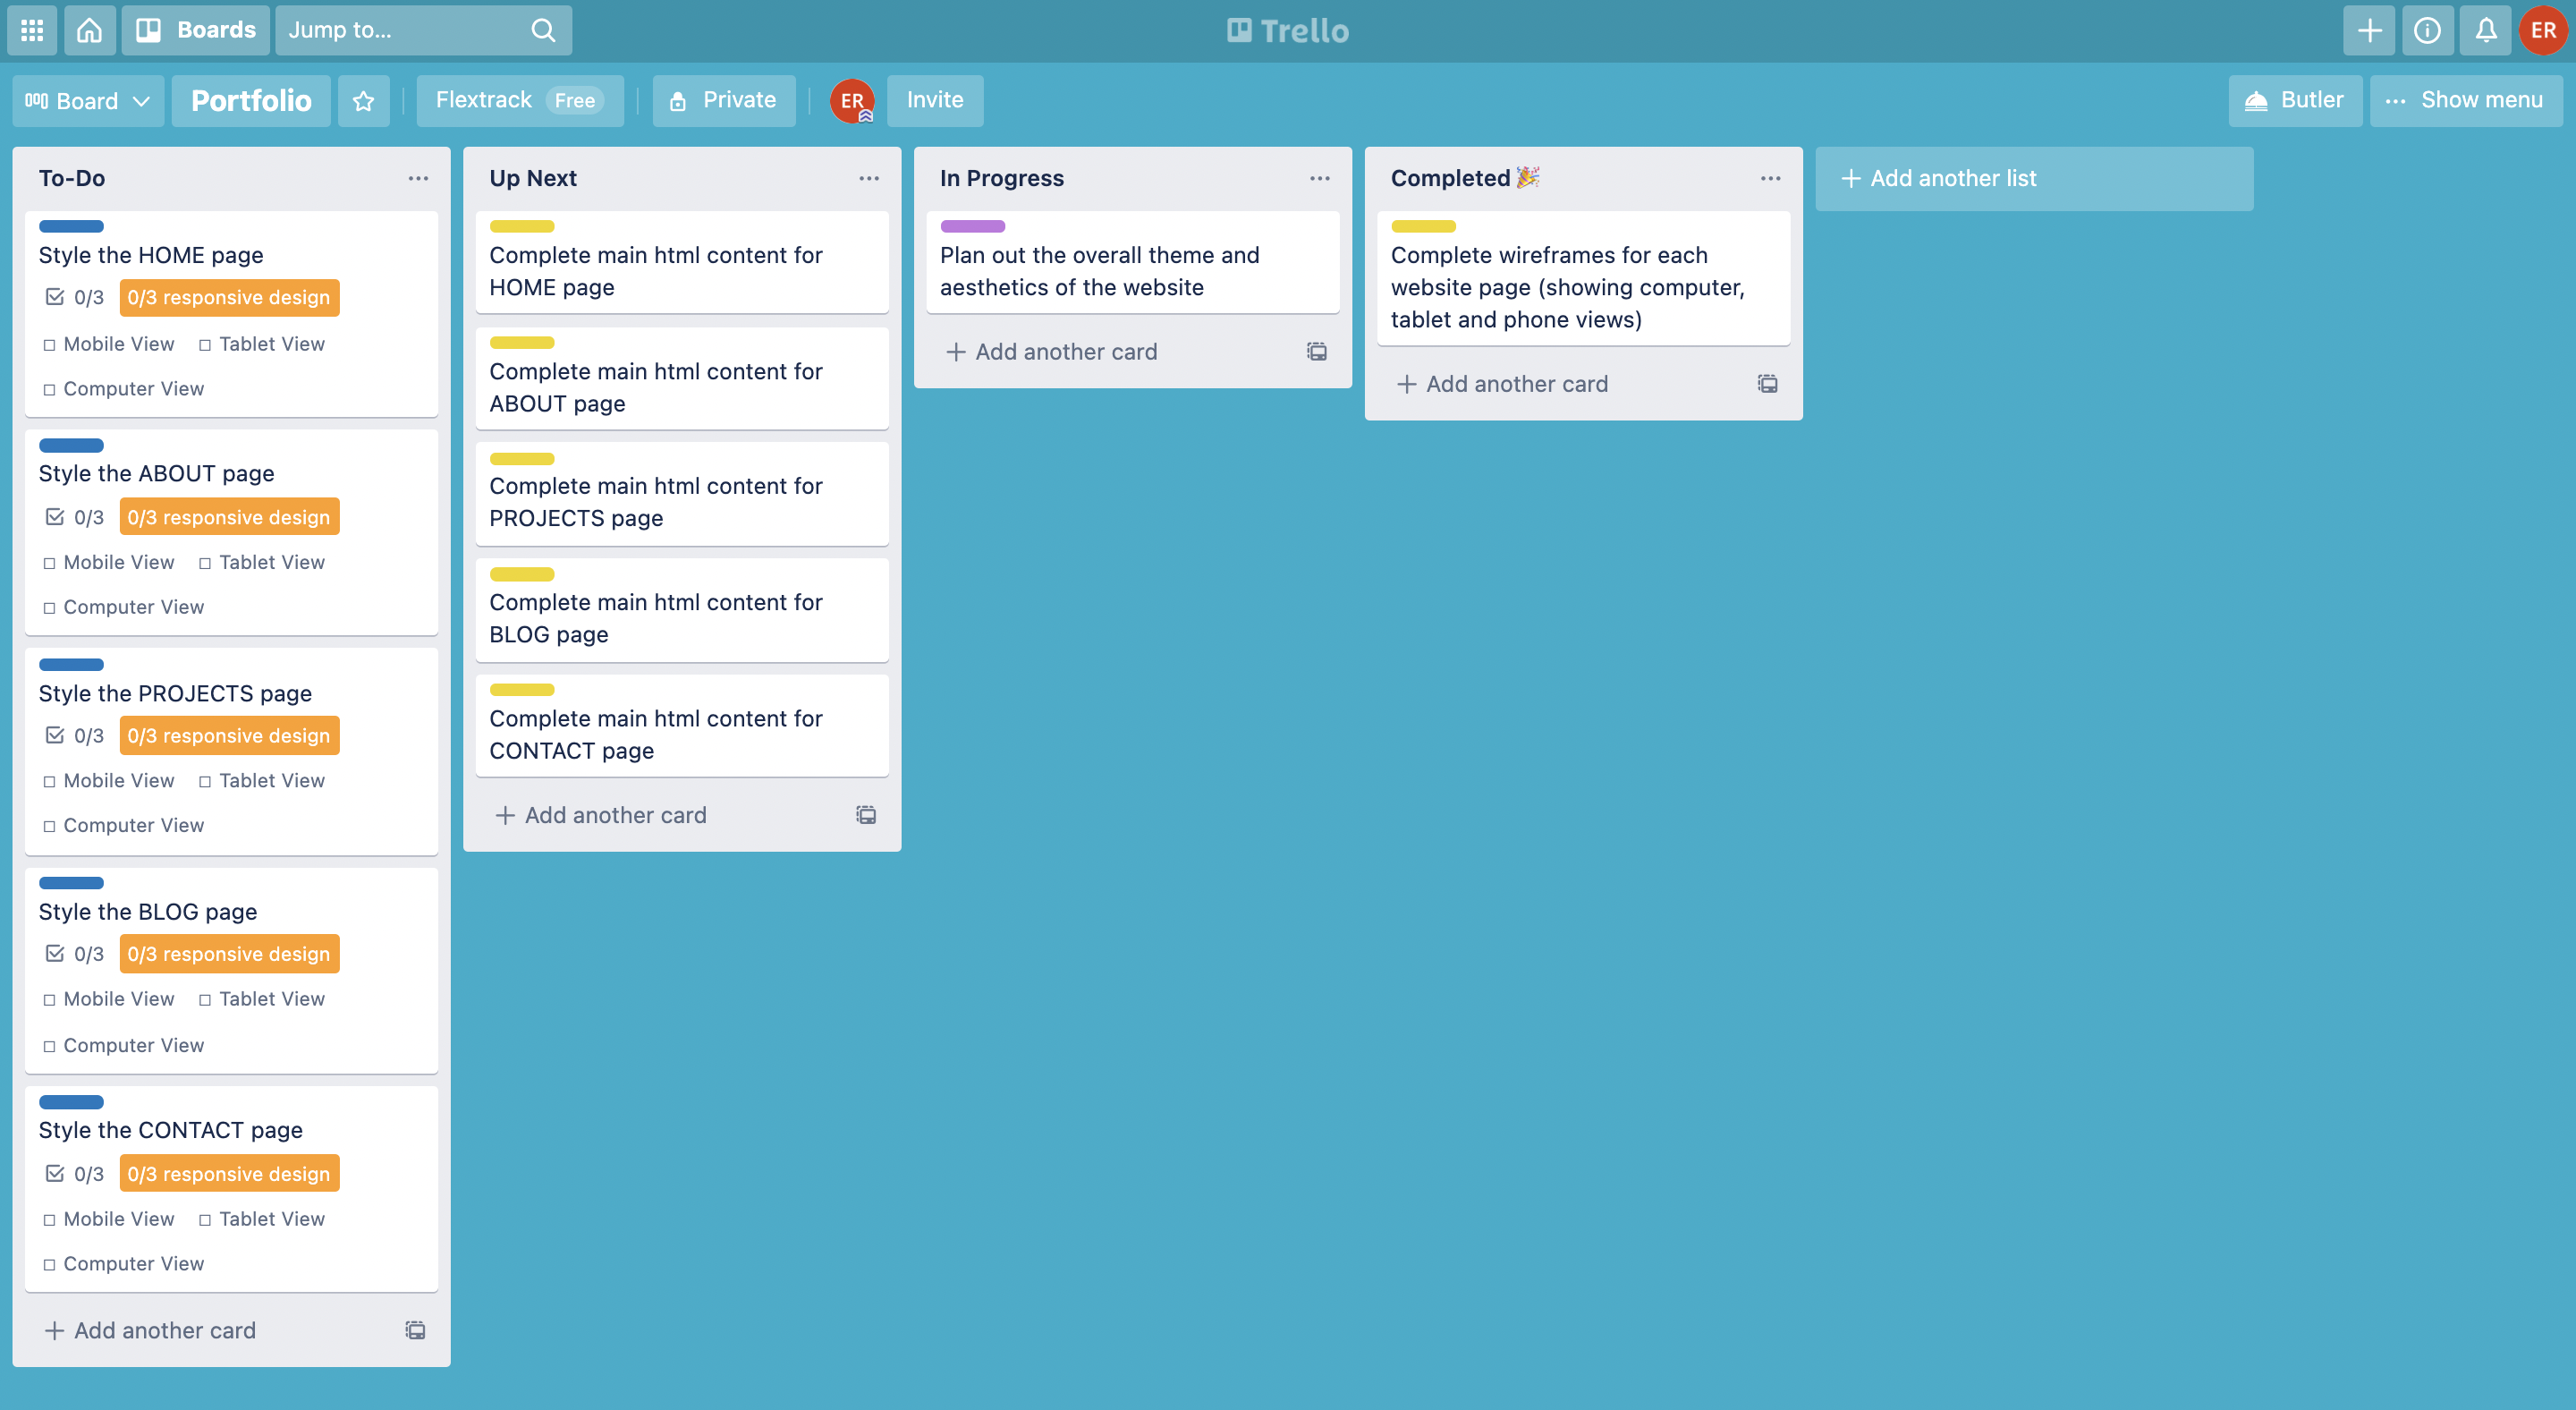 Boards
Jump to...
Trello
ER
Board
Portfolio
Flextrack Free
Private
ER
Invite
Butler
Show menu
To-Do
Style the HOME page
0/3 0/3 responsive design
Mobile View Tablet View
Computer View
Style the ABOUT page
0/3 0/3 responsive design
Mobile View Tablet View
Computer View
Style the PROJECTS page
0/3 0/3 responsive design
Mobile View Tablet View
Computer View
Style the BLOG page
0/3 0/3 responsive design
Mobile View Tablet View
Computer View
Style the CONTACT page
0/3 0/3 responsive design
Mobile View Tablet View
Computer View
+ Add another card
Up Next
Complete main html content for
HOME page
Complete main html content for
ABOUT page
Complete main html content for
PROJECTS page
Complete main html content for
BLOG page
Complete main html content for
CONTACT page
+ Add another card
In Progress
Plan out the overall theme and
aesthetics of the website
+ Add another card
Completed 🎉
Complete wireframes for each
website page (showing computer,
tablet and phone views)
+ Add another card
+ Add another list